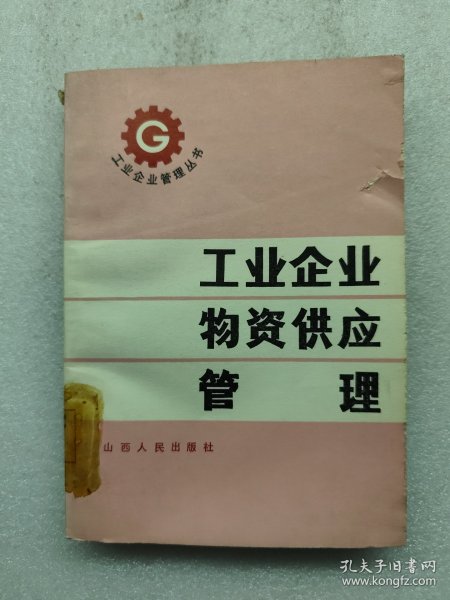 G
工业企业管理丛书
工业企业
物资供应
管理
山西人民出版社
孔夫子旧书网
www.kongfz.com